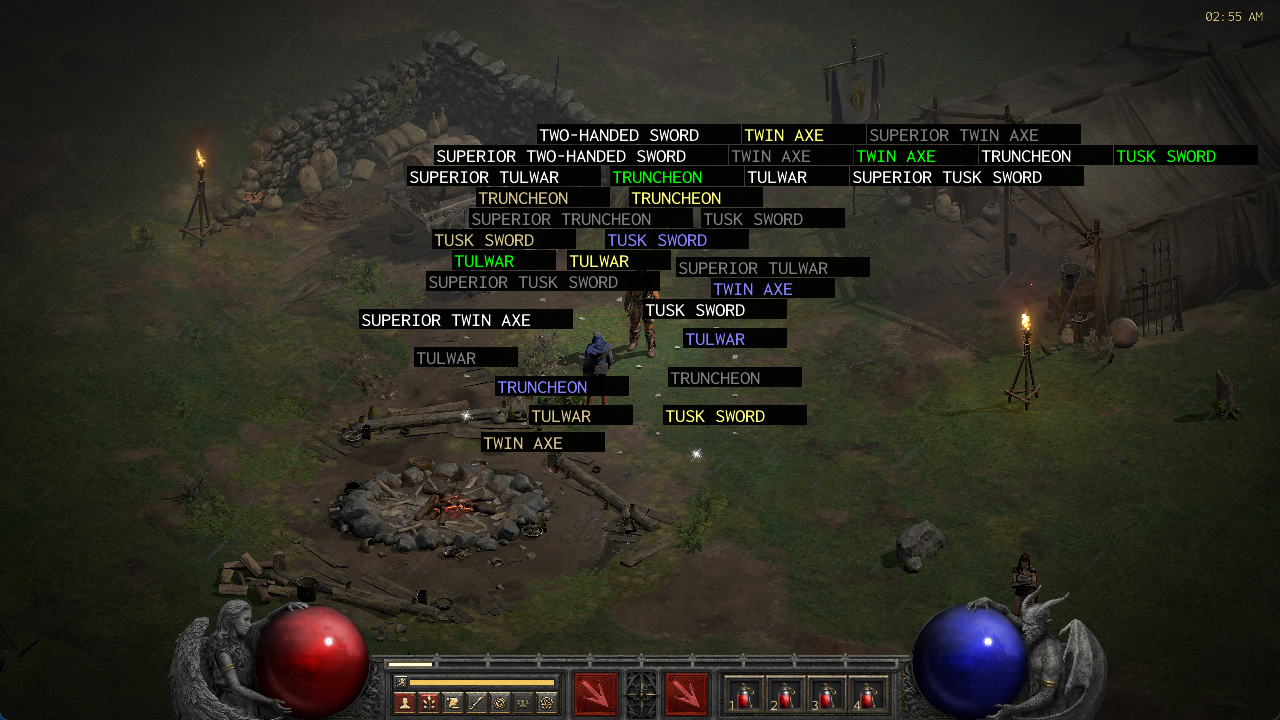 02:55 AM
TWO-HANDED SWORD TWIN AXE SUPERIOR TWIN AXE
SUPERIOR TWO-HANDED SWORD TWIN AXE TWIN AXE TRUNCHEON TUSK SWORD
SUPERIOR TULWAR TRUNCHEON TULWAR SUPERIOR TUSK SWORD
TRUNCHEON TRUNCHEON
SUPERIOR TRUNCHEON TUSK SWORD
TUSK SWORD TUSK SWORD
TULWAR TULWAR SUPERIOR TULWAR
SUPERIOR TUSK SWORD TWIN AXE
SUPERIOR TWIN AXE TUSK SWORD
TULWAR
TULWAR
TRUNCHEON
TRUNCHEON
TULWAR TUSK SWORD
TWIN AXE
1 2 3 4